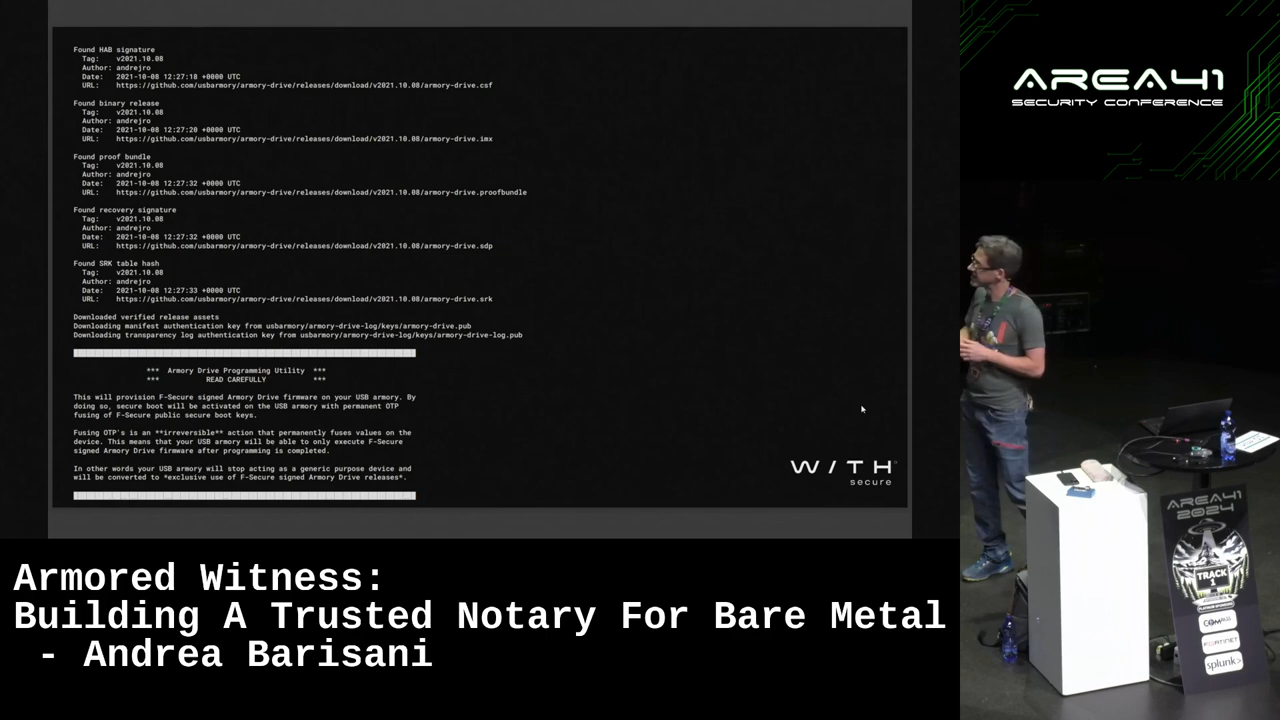 Found HAB signature
Tag: v2021.10.08
Author: andrejro
Date: 2021-10-08 12:27:18 +0000 UTC
URL: https://github.com/usbarmory/armory-drive/releases/download/v2021.10.08/armory-drive.csf
Found binary release
Tag: v2021.10.08
Author: andrejro
Date: 2021-10-08 12:27:20 +0000 UTC
URL: https://github.com/usbarmory/armory-drive/releases/download/v2021.10.08/armory-drive.imx
Found proof bundle
Tag: v2021.10.08
Author: andrejro
Date: 2021-10-08 12:27:32 +0000 UTC
URL: https://github.com/usbarmory/armory-drive/releases/download/v2021.10.08/armory-drive.proofbundle
Found recovery signature
Tag: v2021.10.08
Author: andrejro
Date: 2021-10-08 12:27:32 +0000 UTC
URL: https://github.com/usbarmory/armory-drive/releases/download/v2021.10.08/armory-drive.sdp
Found SRK table hash
Tag: v2021.10.08
Author: andrejro
Date: 2021-10-08 12:27:33 +0000 UTC
URL: https://github.com/usbarmory/armory-drive/releases/download/v2021.10.08/armory-drive.srk
Downloaded verified release assets
Downloading manifest authentication key from usbarmory/armory-drive-log/keys/armory-drive.pub
Downloading transparency log authentication key from usbarmory/armory-drive-log/keys/armory-drive-log.pub
*** Armory Drive Programming Utility ***
*** READ CAREFULLY ***
This will provision F-Secure signed Armory Drive firmware on your USB armory. By
doing so, secure boot will be activated on the USB armory with permanent OTP
fusing of F-Secure public secure boot keys.
Fusing OTP's is an **irreversible** action that permanently fuses values on the
device. This means that your USB armory will be able to only execute F-Secure
signed Armory Drive firmware after programming is completed.
In other words your USB armory will stop acting as a generic purpose device and
will be converted to *exclusive use of F-Secure signed Armory Drive releases*.
W/TH
secure
AREA41
SECURITY CONFERENCE
AREA41
2024
TRACK
1
FORTINET
splunk>
Armored Witness:
Building A Trusted Notary For Bare Metal
- Andrea Barisani